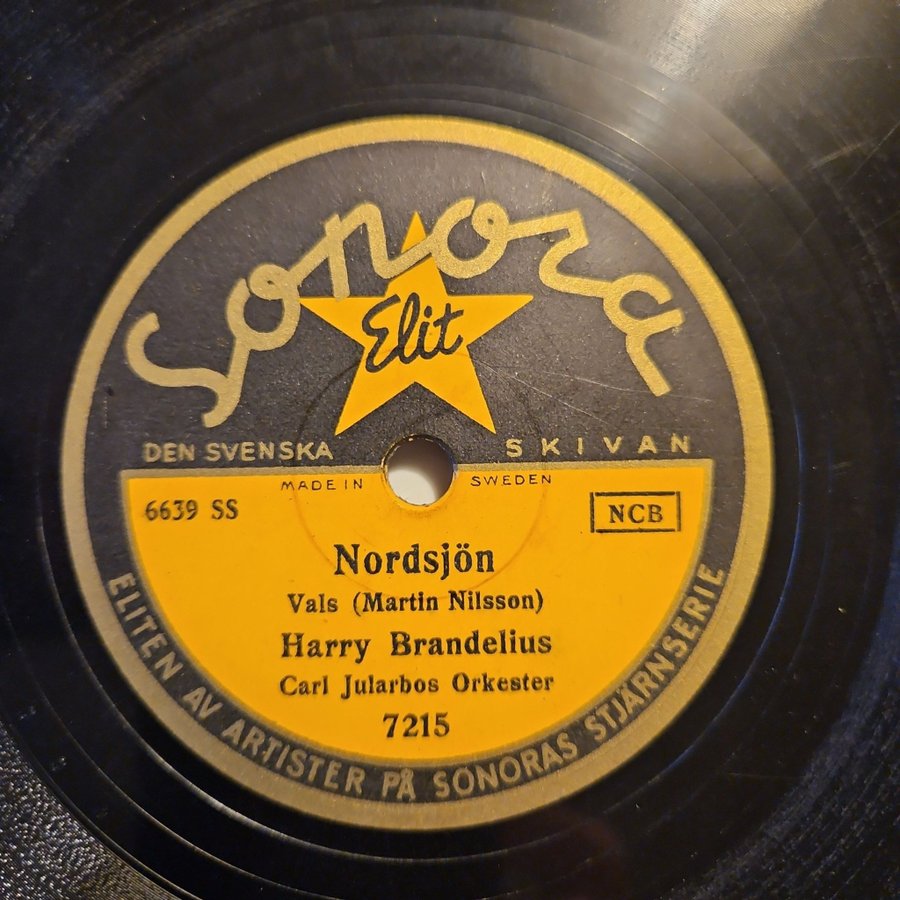 Sonora
Elit
DEN SVENSKA SKIVAN
MADE IN SWEDEN
6639 SS
NCB
Nordsjön
Vals (Martin Nilsson)
Harry Brandelius
Carl Jularbos Orkester
7215
ELITEN AV ARTISTER PÅ SONORAS STJÄRNSERIE